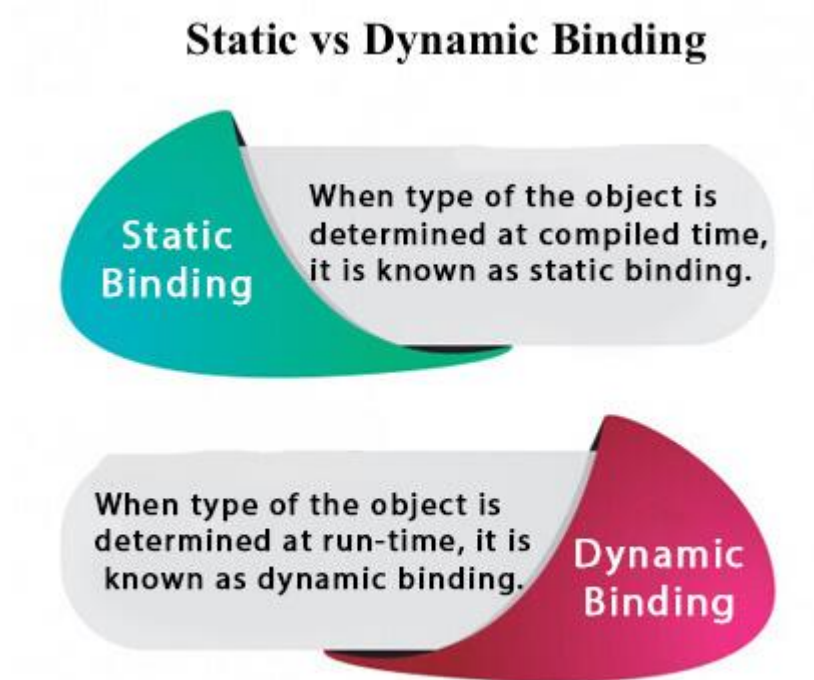 Static vs Dynamic Binding
Static
Binding
When type of the object is
determined at compiled time,
it is known as static binding.
When type of the object is
determined at run-time, it is
known as dynamic binding.
Dynamic
Binding